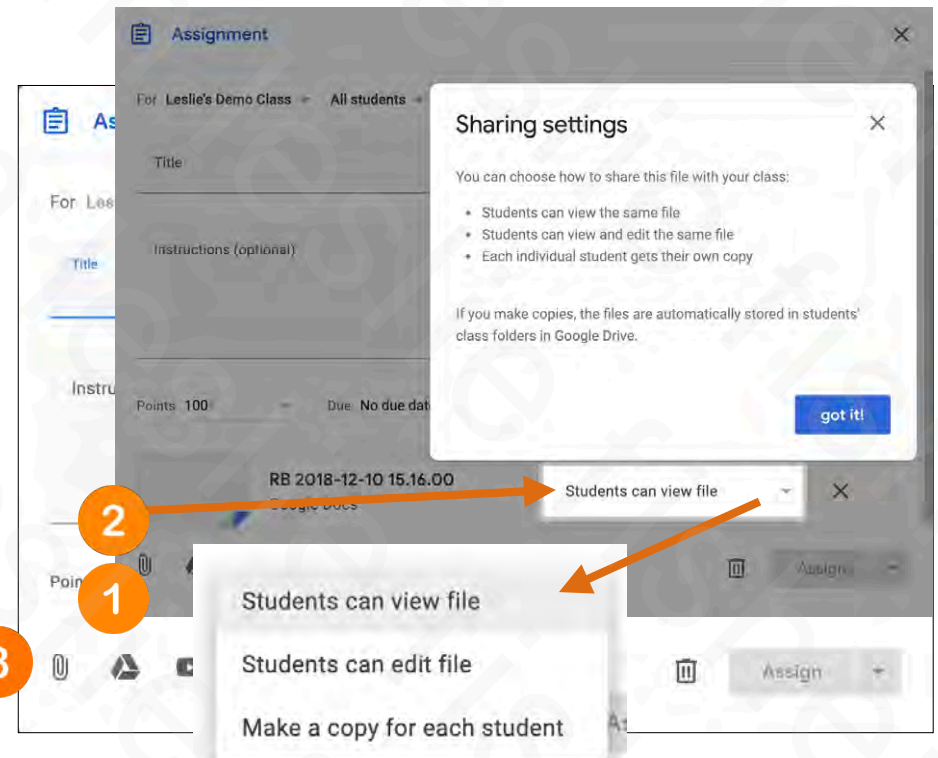 Assignment
For Leslie's Demo Class All students
As
Sharing settings
Title
You can choose how to share this file with your class:
For Les
Students can view the same file
Students can view and edit the same file
Instructions (optional)
Title
Each individual student gets their own copy
If you make copies, the files are automatically stored in students'
class folders in Google Drive.
Instru
Points 100 Due No due dat
got it!
RB 2018-12-10 15.16.00
Students can view file
Google Docs
2
Assign
Poin
1
Students can view file
3
Students can edit file
Assign
Make a copy for each student